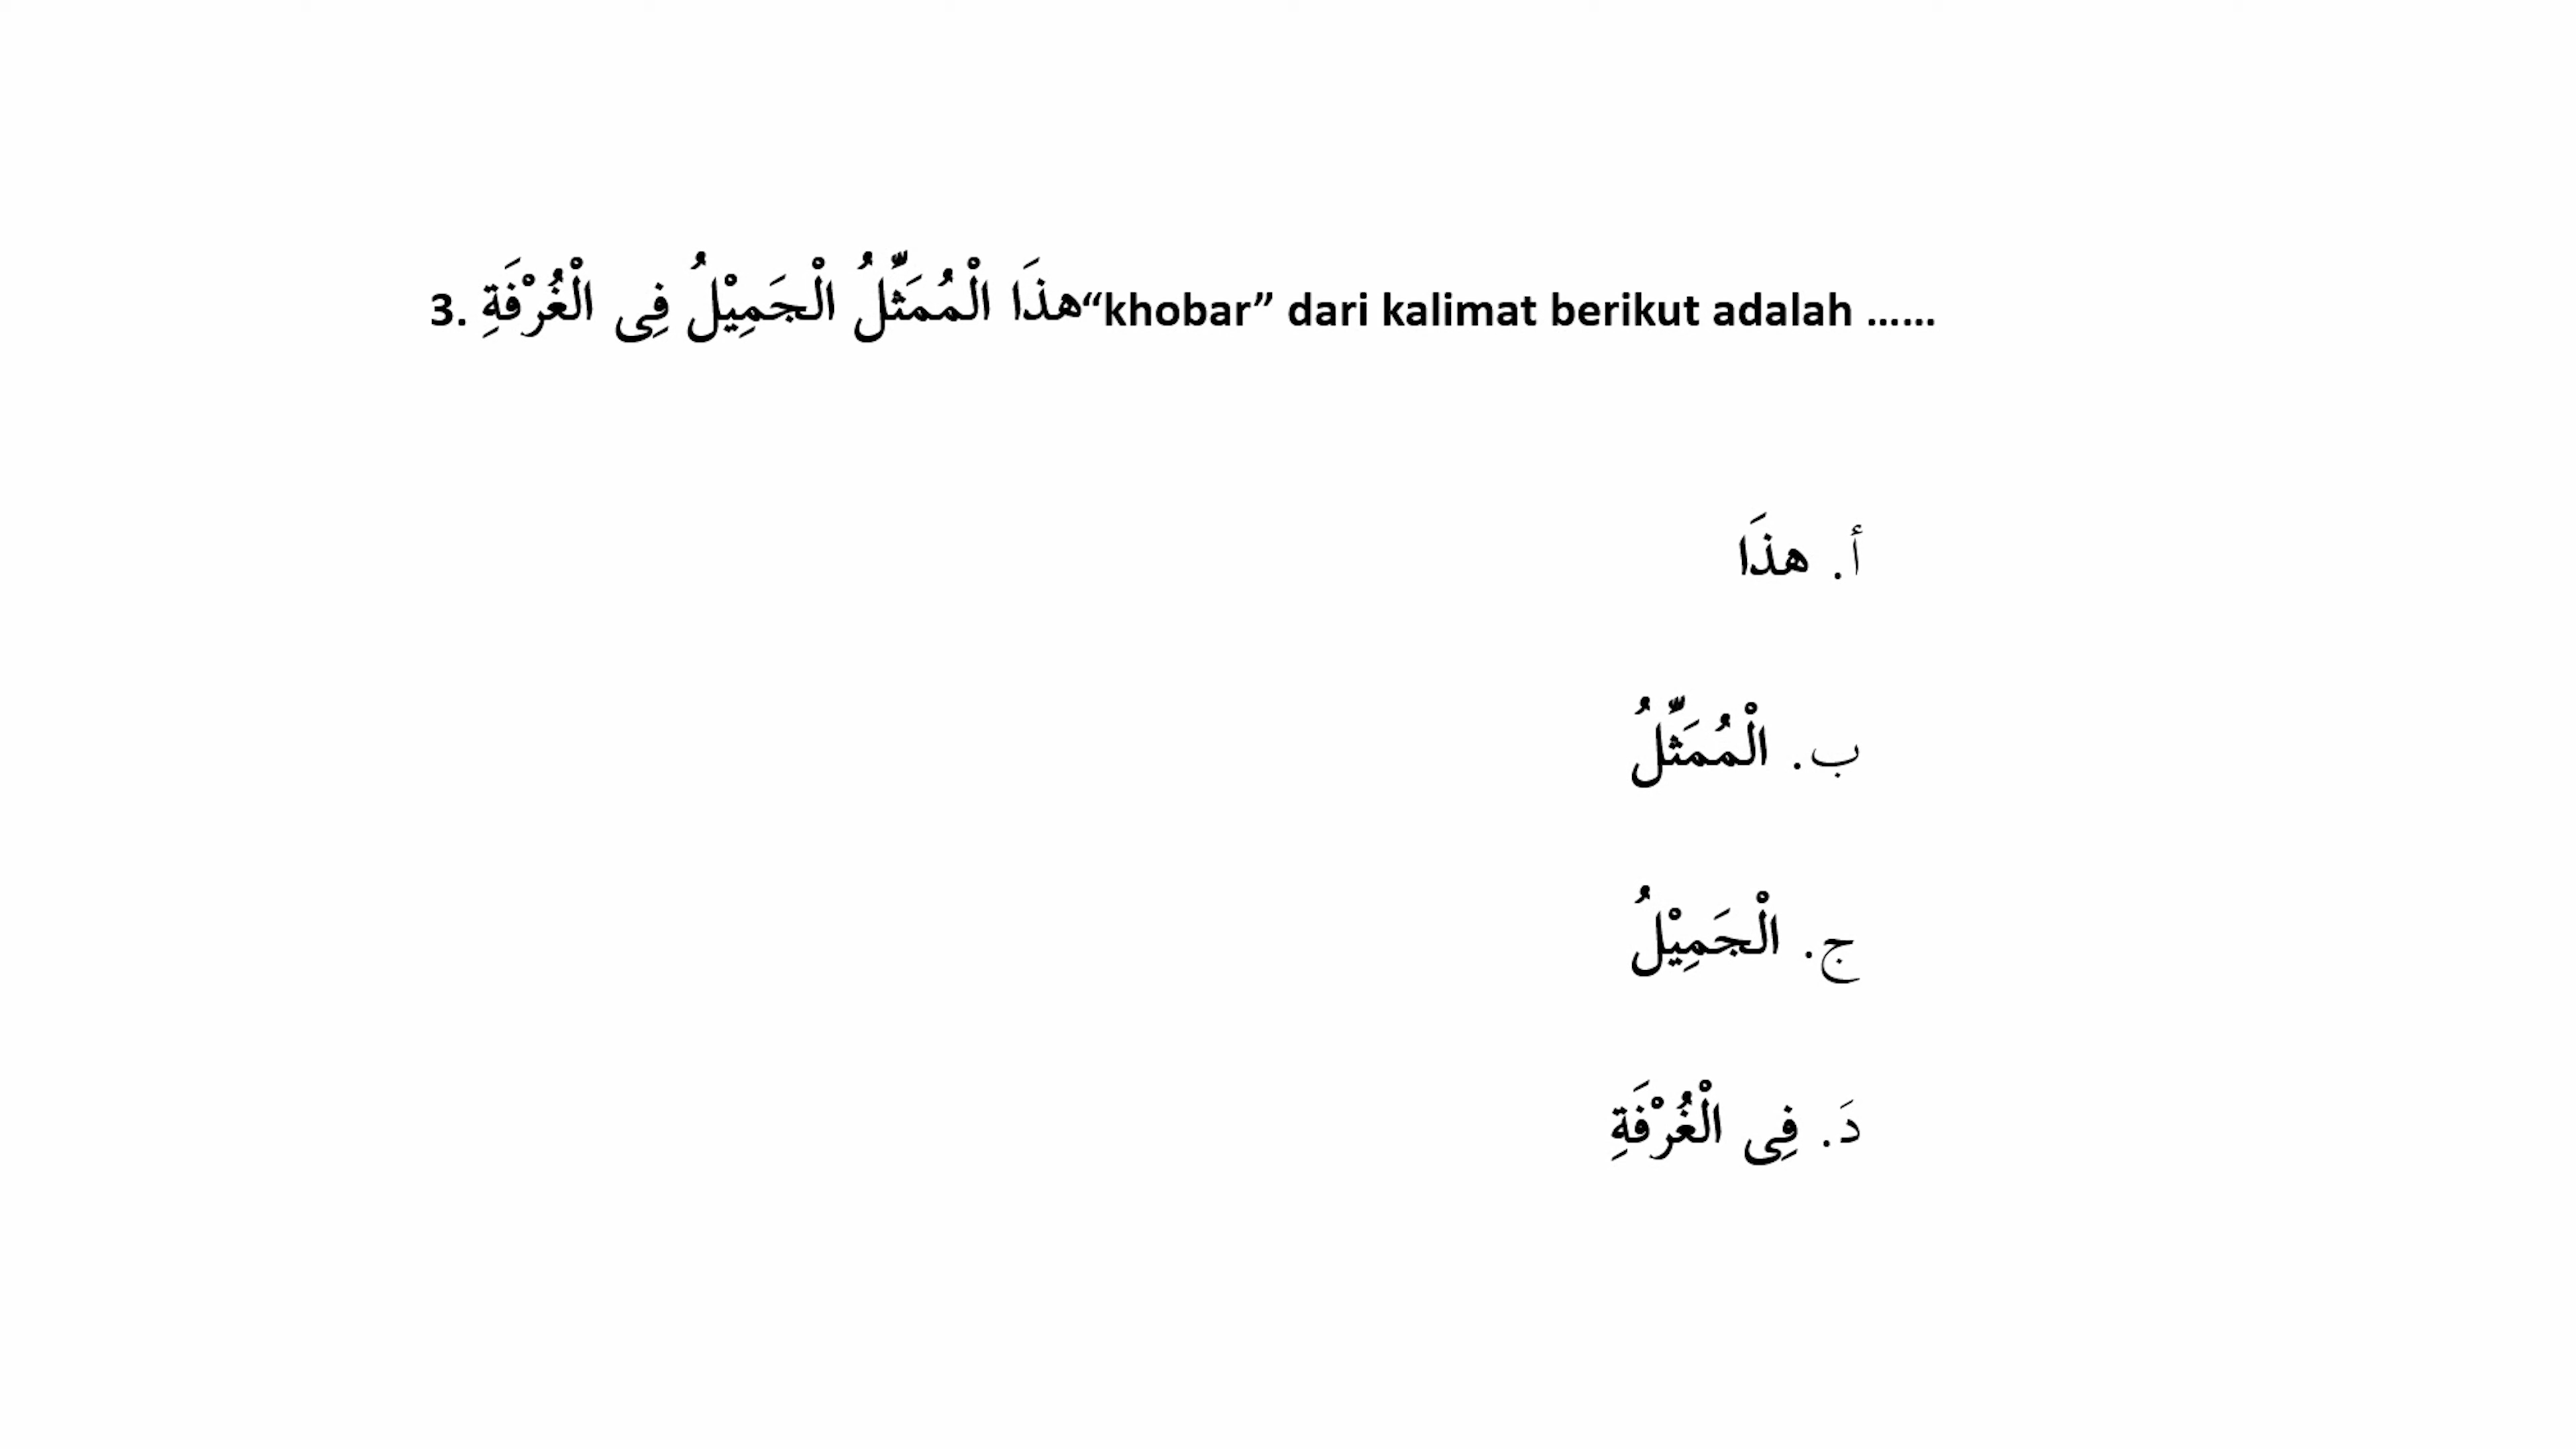 3. هذَا الْمُمَثِّلُ الْجَمِيْلُ فِى الْغُرْفَةِ “khobar” dari kalimat berikut adalah ......
أ. هذَا
ب. الْمُمَثِّلُ
ج. الْجَمِيْلُ
دَ. فِى الْغُرْفَةِ